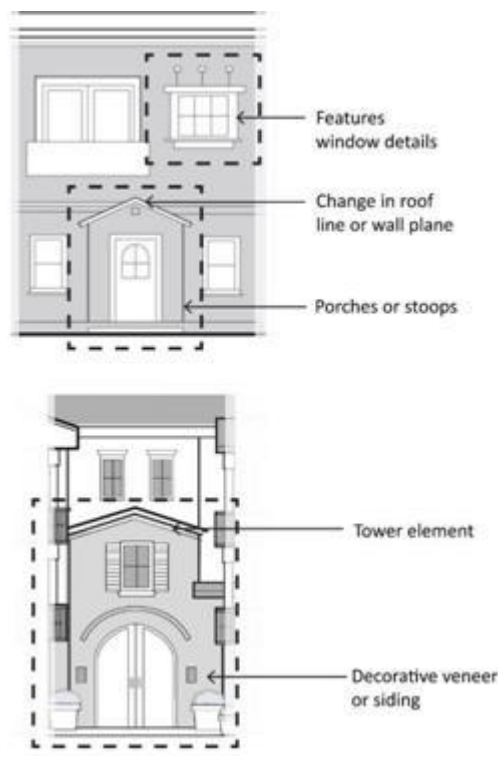 Features
window details
Change in roof
line or wall plane
Porches or stoops
Tower element
Decorative veneer
or siding